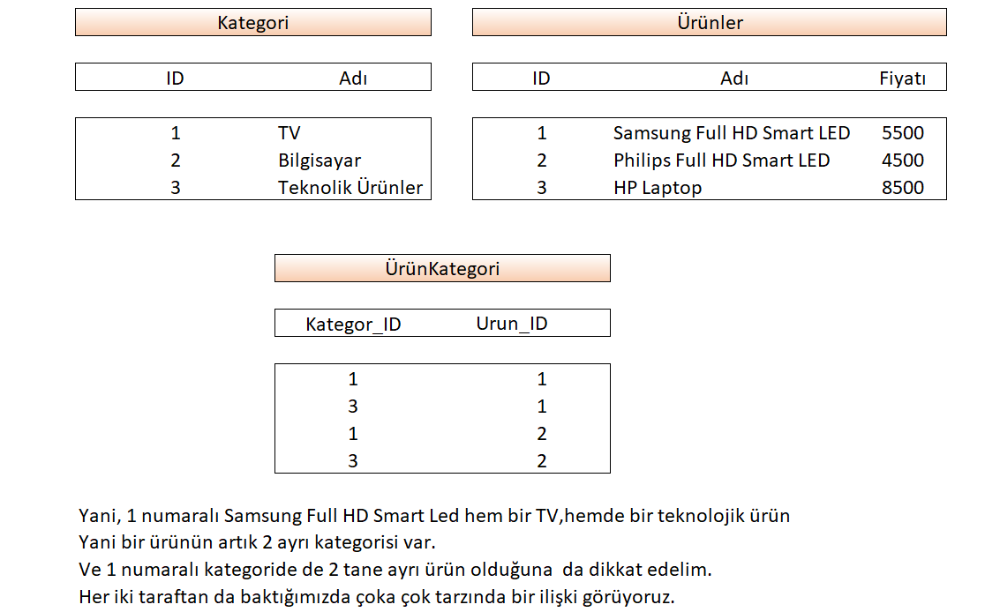 Kategori
Ürünler
ID Adı
ID Adı Fiyatı
1 TV
2 Bilgisayar
3 Teknolik Ürünler
1 Samsung Full HD Smart LED 5500
2 Philips Full HD Smart LED 4500
3 HP Laptop 8500
ÜrünKategori
Kategor_ID Urun_ID
1 1
3 1
1 2
3 2
Yani, 1 numaralı Samsung Full HD Smart Led hem bir TV,hemde bir teknolojik ürün
Yani bir ürünün artık 2 ayrı kategorisi var.
Ve 1 numaralı kategoride de 2 tane ayrı ürün olduğuna da dikkat edelim.
Her iki taraftan da baktığımızda çoka çok tarzında bir ilişki görüyoruz.